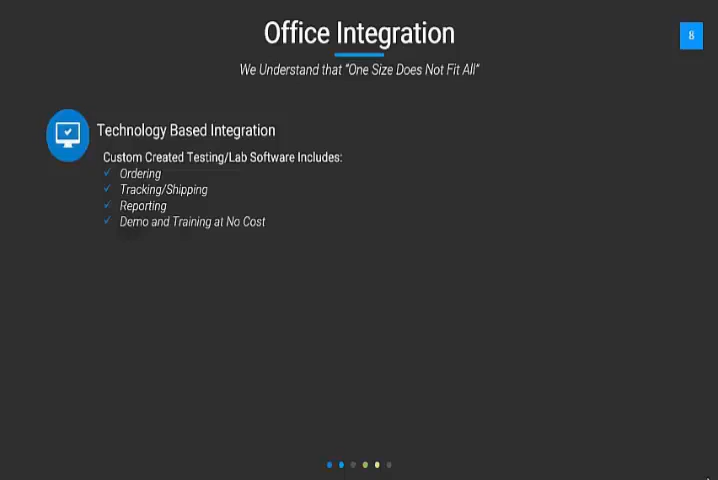 Office Integration
8
We Understand that “One Size Does Not Fit All”
Technology Based Integration
Custom Created Testing/Lab Software Includes:
Ordering
Tracking/Shipping
Reporting
Demo and Training at No Cost